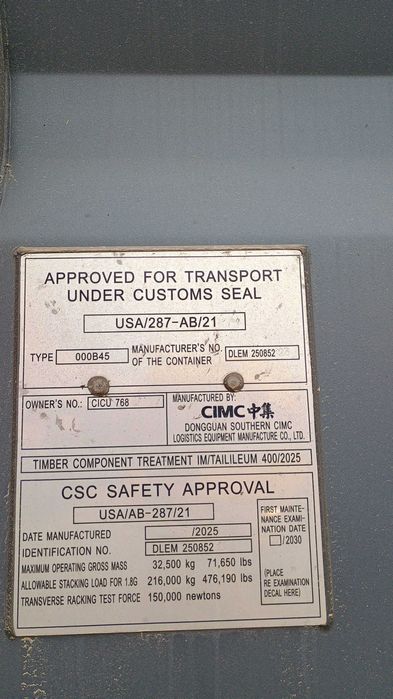 APPROVED FOR TRANSPORT
UNDER CUSTOMS SEAL
USA/287-AB/21
TYPE 000B45 MANUFACTURER'S NO. OF THE CONTAINER DLEM 250852
OWNER'S NO.: CICU 768
MANUFACTURED BY:
CIMC 中集
DONGGUAN SOUTHERN CIMC
LOGISTICS EQUIPMENT MANUFACTURE CO., LTD.
TIMBER COMPONENT TREATMENT IM/TAILILEUM 400/2025
CSC SAFETY APPROVAL
USA/AB-287/21
DATE MANUFACTURED /2025
IDENTIFICATION NO. DLEM 250852
MAXIMUM OPERATING GROSS MASS 32,500 kg 71,650 lbs
ALLOWABLE STACKING LOAD FOR 1.8G 216,000 kg 476,190 lbs
TRANSVERSE RACKING TEST FORCE 150,000 newtons
FIRST MAINTE-
NANCE EXAMI-
NATION DATE
/2030
(PLACE
RE EXAMINATION
DECAL HERE)